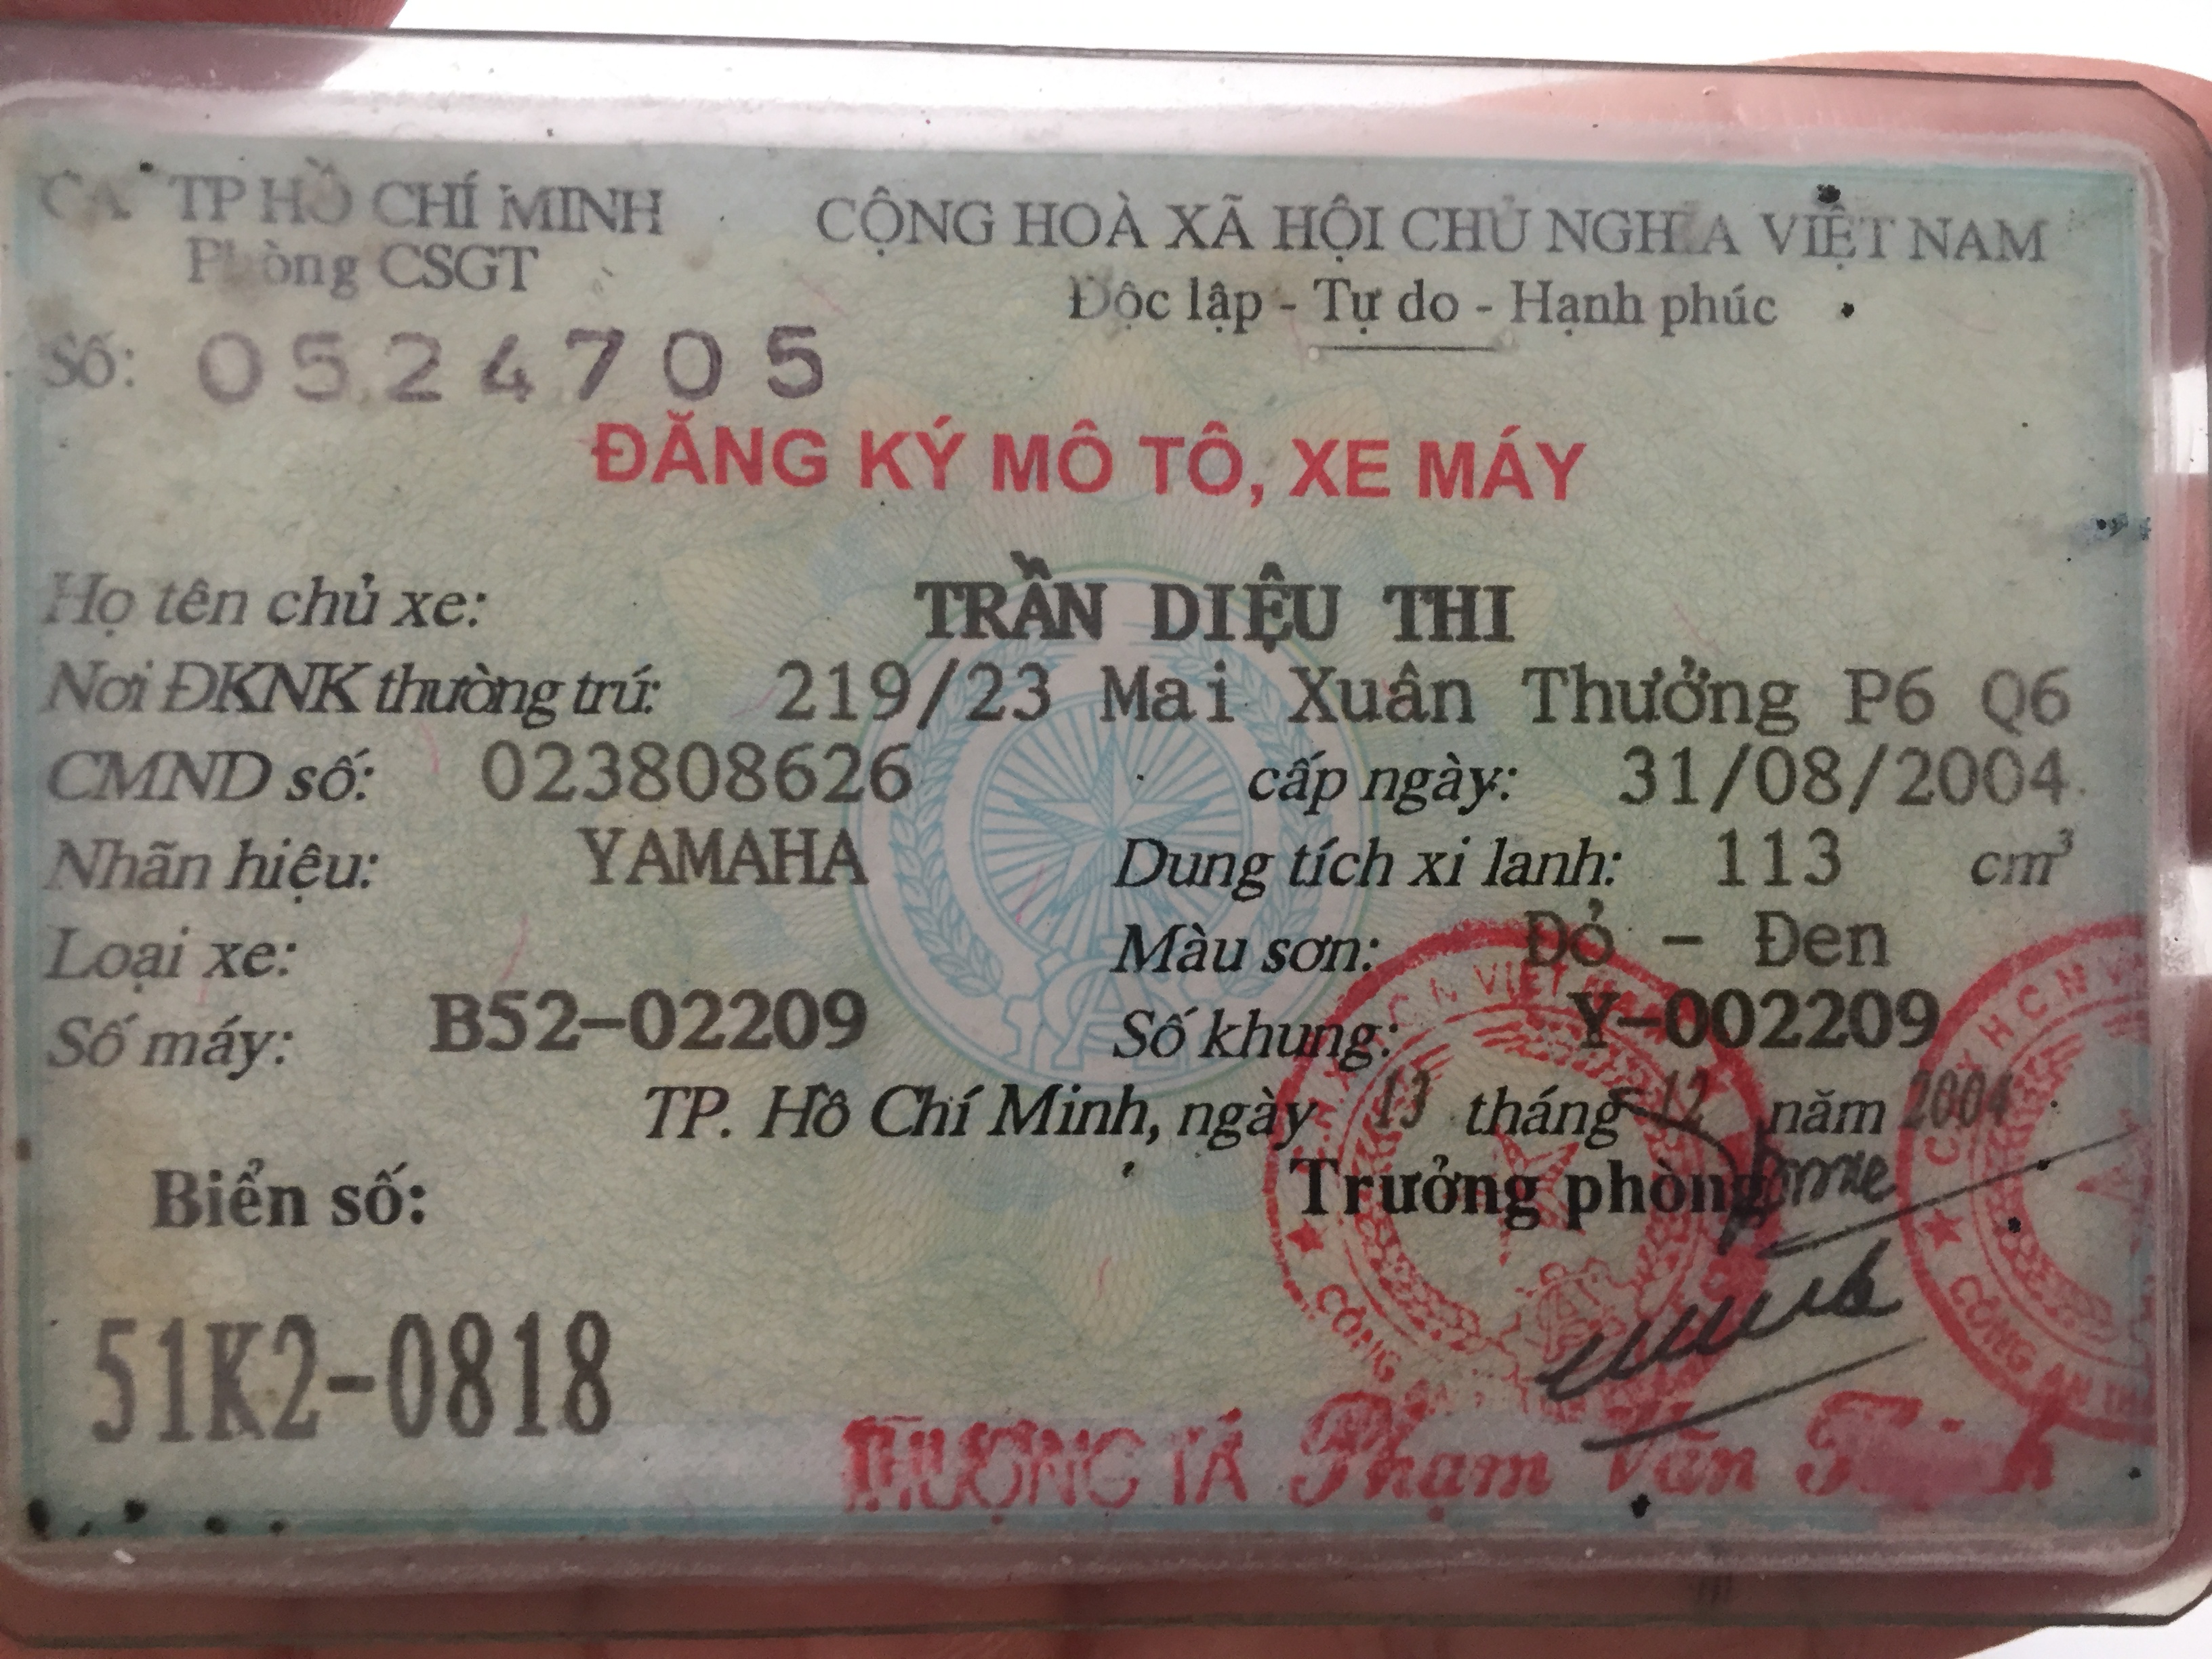 CA TP HỒ CHÍ MINH
Phòng CSGT
Số: 0524705
CỘNG HOÀ XÃ HỘI CHỦ NGHĨA VIỆT NAM
Độc lập - Tự do - Hạnh phúc
ĐĂNG KÝ MÔ TÔ, XE MÁY
Họ tên chủ xe: TRẦN DIỆU THI
Nơi ĐKNK thường trú: 219/23 Mai Xuân Thưởng P6 Q6
CMND số: 023808626 cấp ngày: 31/08/2004
Nhãn hiệu: YAMAHA Dung tích xi lanh: 113 cm³
Loại xe: Màu sơn: Đỏ - Đen
Số máy: B52-02209 Số khung: Y-002209
TP. Hồ Chí Minh, ngày 13 tháng 12 năm 2004
Biển số: Trưởng phòng
51K2-0818
THƯỢNG TÁ Phạm Văn